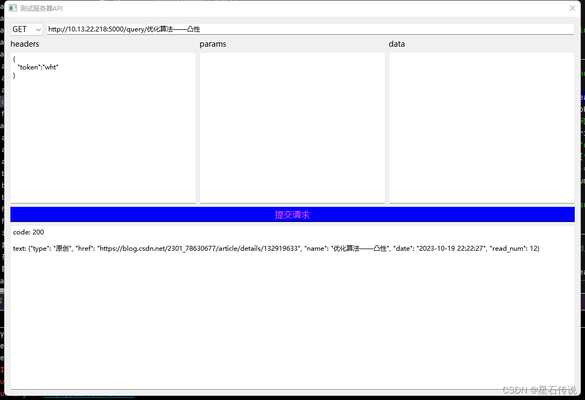 测试服务器API
GET http://10.13.22.218:5000/query/优化算法——凸性
headers params data
{
"token":"wht"
}
提交请求
code: 200
text: {"type": "原创", "href": "https://blog.csdn.net/2301_78630677/article/details/132919633", "name": "优化算法——凸性", "date": "2023-10-19 22:22:27", "read_num": 12}
CSDN @陨石传说